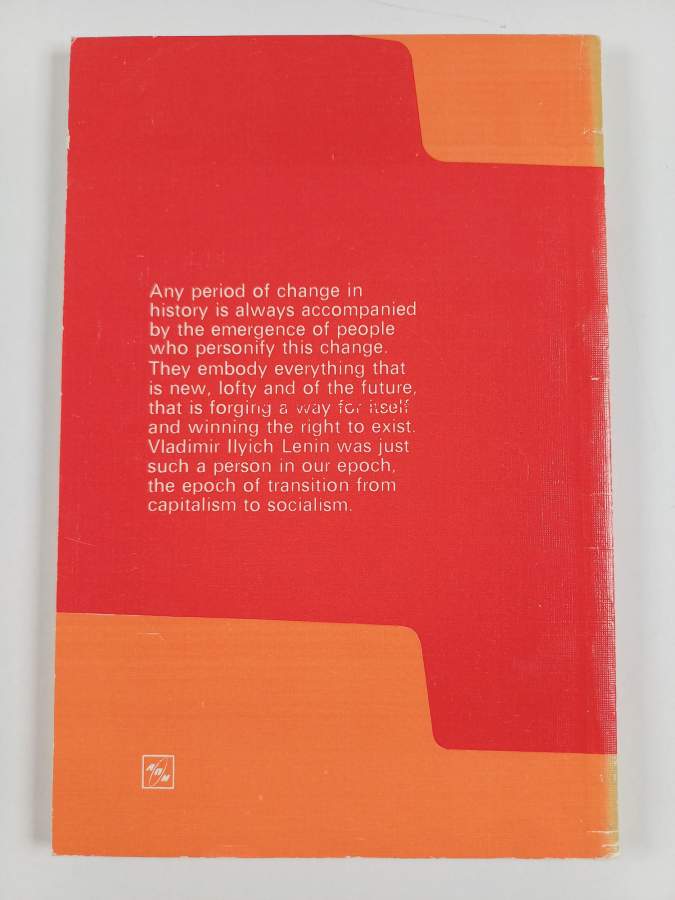 Any period of change in
history is always accompanied
by the emergence of people
who personify this change.
They embody everything that
is new, lofty and of the future,
that is forging a way for itself
and winning the right to exist.
Vladimir Ilyich Lenin was just
such a person in our epoch,
the epoch of transition from
capitalism to socialism.